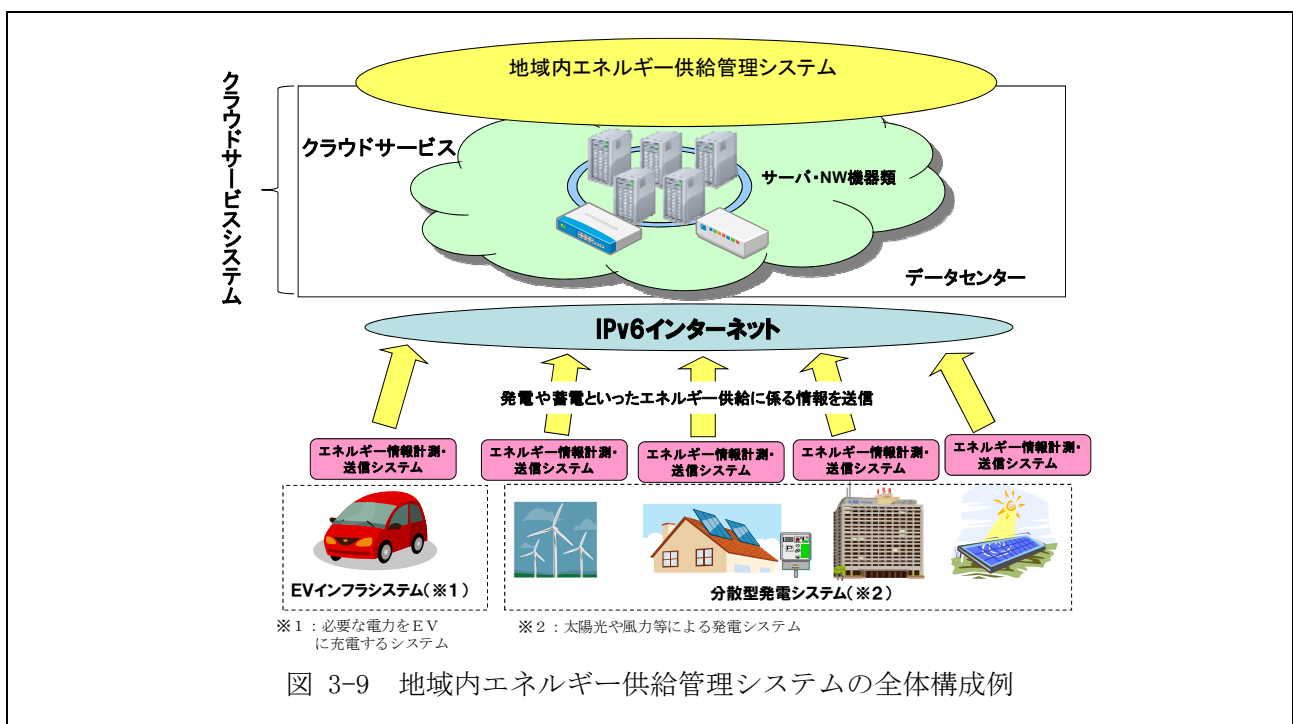 地域内エネルギー供給管理システム
クラウドサービスシステム
クラウドサービス
サーバ・NW機器類
データセンター
IPv6インターネット
発電や蓄電といったエネルギー供給に係る情報を送信
エネルギー情報計測・
送信システム
エネルギー情報計測・
送信システム
エネルギー情報計測・
送信システム
エネルギー情報計測・
送信システム
エネルギー情報計測・
送信システム
EVインフラシステム(※1)
分散型発電システム(※2)
※1:必要な電力をEV
に充電するシステム
※2:太陽光や風力等による発電システム
図 3-9 地域内エネルギー供給管理システムの全体構成例